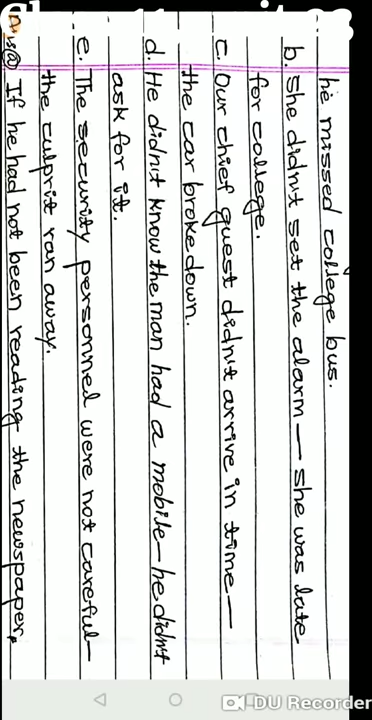 he missed college bus.
b. She didn't set the alarm — she was late
for college.
c. Our chief guest didn't arrive in time —
the car broke down.
d. He didn't know the man had a mobile — he didn't
ask for it.
e. The security personnel were not careful —
the culprit ran away.
Ans@. If he had not been reading the newspaper,
DU Recorder